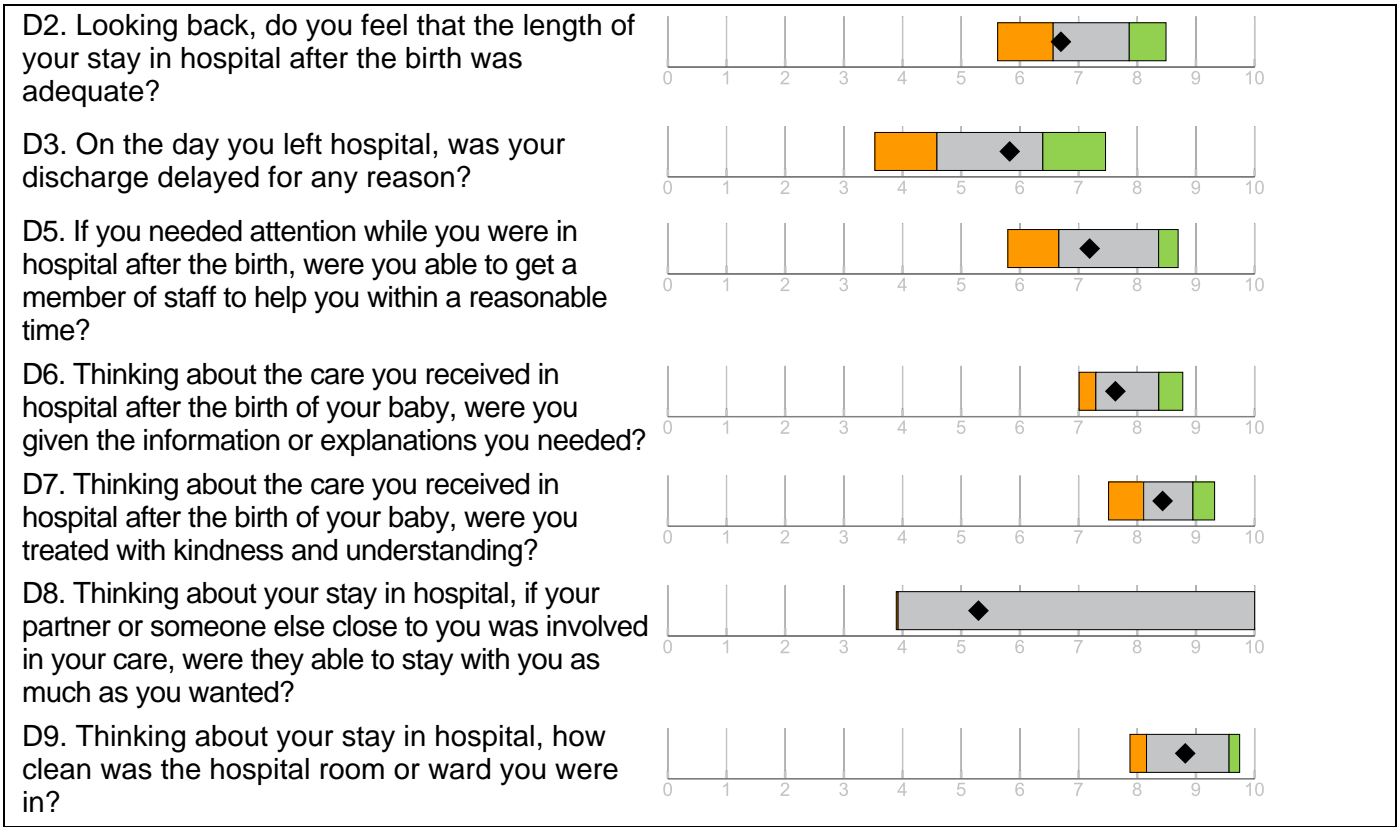 D2. Looking back, do you feel that the length of
your stay in hospital after the birth was
adequate?
0 1 2 3 4 5 6 7 8 9 10
D3. On the day you left hospital, was your
discharge delayed for any reason?
0 1 2 3 4 5 6 7 8 9 10
D5. If you needed attention while you were in
hospital after the birth, were you able to get a
member of staff to help you within a reasonable
time?
0 1 2 3 4 5 6 7 8 9 10
D6. Thinking about the care you received in
hospital after the birth of your baby, were you
given the information or explanations you needed?
0 1 2 3 4 5 6 7 8 9 10
D7. Thinking about the care you received in
hospital after the birth of your baby, were you
treated with kindness and understanding?
0 1 2 3 4 5 6 7 8 9 10
D8. Thinking about your stay in hospital, if your
partner or someone else close to you was involved
in your care, were they able to stay with you as
much as you wanted?
0 1 2 3 4 5 6 7 8 9 10
D9. Thinking about your stay in hospital, how
clean was the hospital room or ward you were
in?
0 1 2 3 4 5 6 7 8 9 10